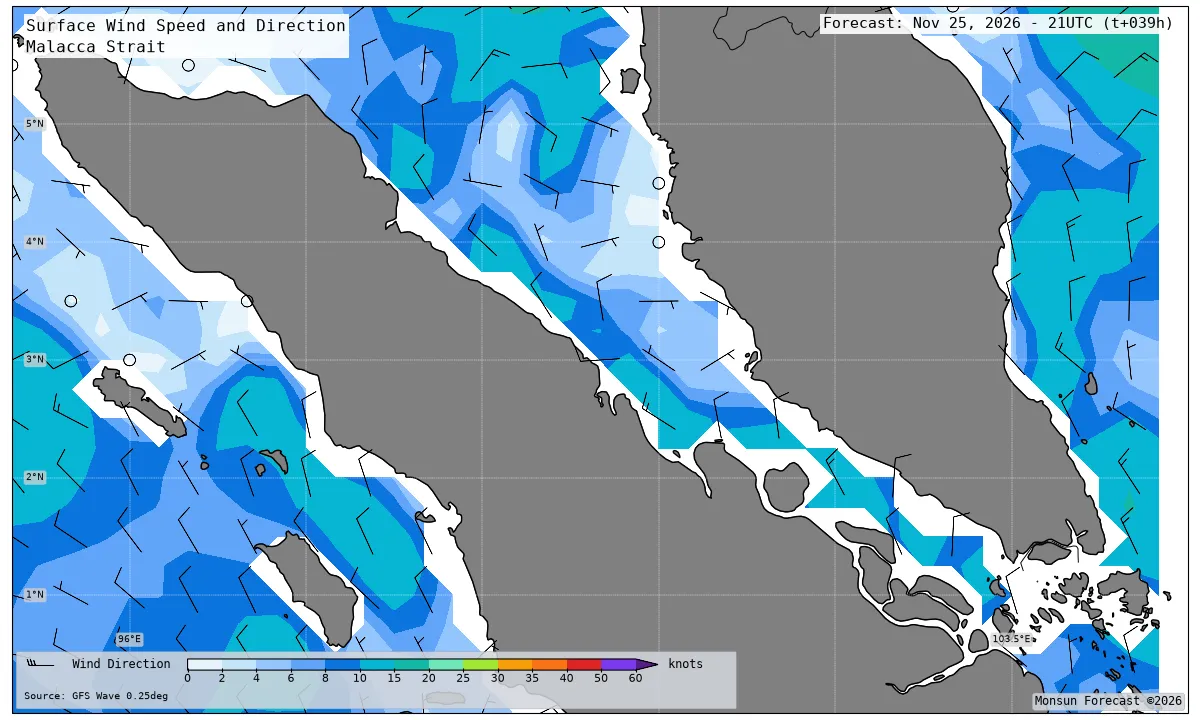 Surface Wind Speed and Direction
Malacca Strait
Forecast: Nov 25, 2026 - 21UTC (t+039h)
5°N
4°N
3°N
2°N
1°N
96°E
103.5°E
Wind Direction
0 2 4 6 8 10 12 15 20 25 30 35 40 50 60
knots
Source: GFS Wave 0.25deg
Monsun Forecast ©2026